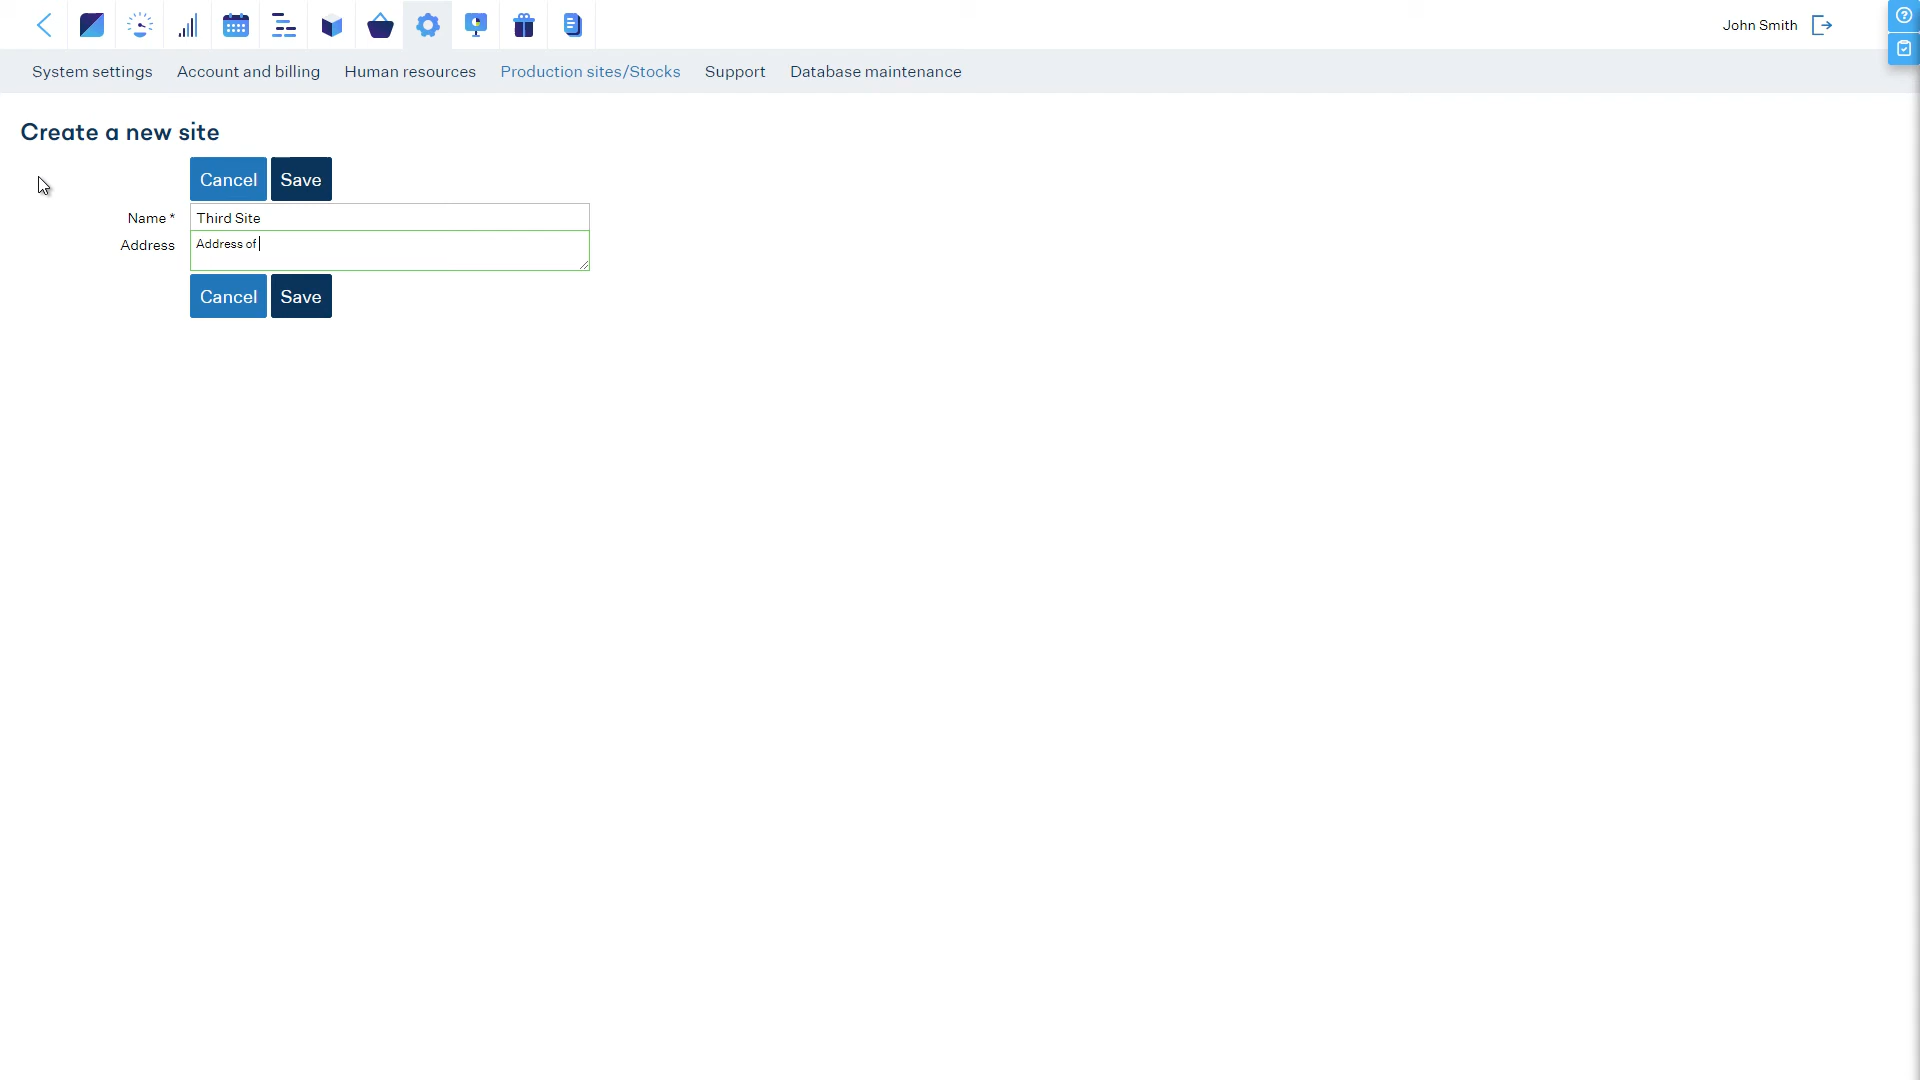 John Smith
System settings Account and billing Human resources Production sites/Stocks Support Database maintenance
Create a new site
Cancel Save
Name * Third Site
Address Address of
Cancel Save